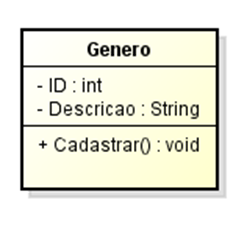 Genero
- ID : int
- Descricao : String
+ Cadastrar() : void